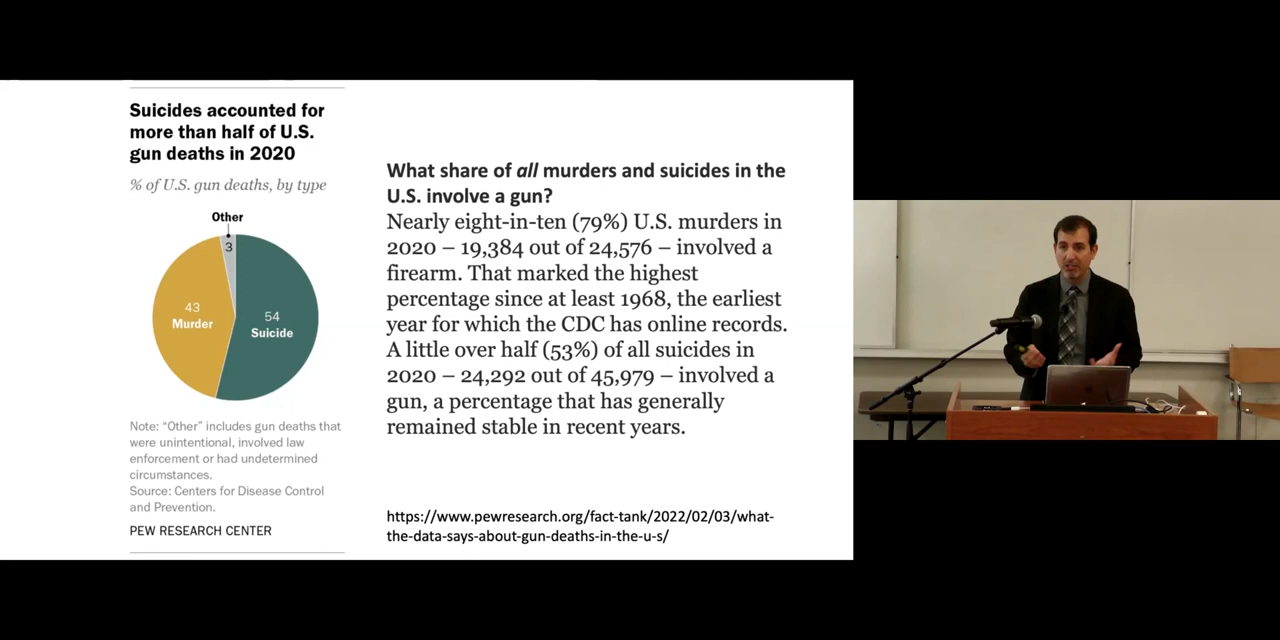 Suicides accounted for
more than half of U.S.
gun deaths in 2020
% of U.S. gun deaths, by type
Other
3
43
Murder
54
Suicide
Note: “Other” includes gun deaths that
were unintentional, involved law
enforcement or had undetermined
circumstances.
Source: Centers for Disease Control
and Prevention.
PEW RESEARCH CENTER
What share of all murders and suicides in the
U.S. involve a gun?
Nearly eight-in-ten (79%) U.S. murders in
2020 – 19,384 out of 24,576 – involved a
firearm. That marked the highest
percentage since at least 1968, the earliest
year for which the CDC has online records.
A little over half (53%) of all suicides in
2020 – 24,292 out of 45,979 – involved a
gun, a percentage that has generally
remained stable in recent years.
https://www.pewresearch.org/fact-tank/2022/02/03/what-
the-data-says-about-gun-deaths-in-the-u-s/